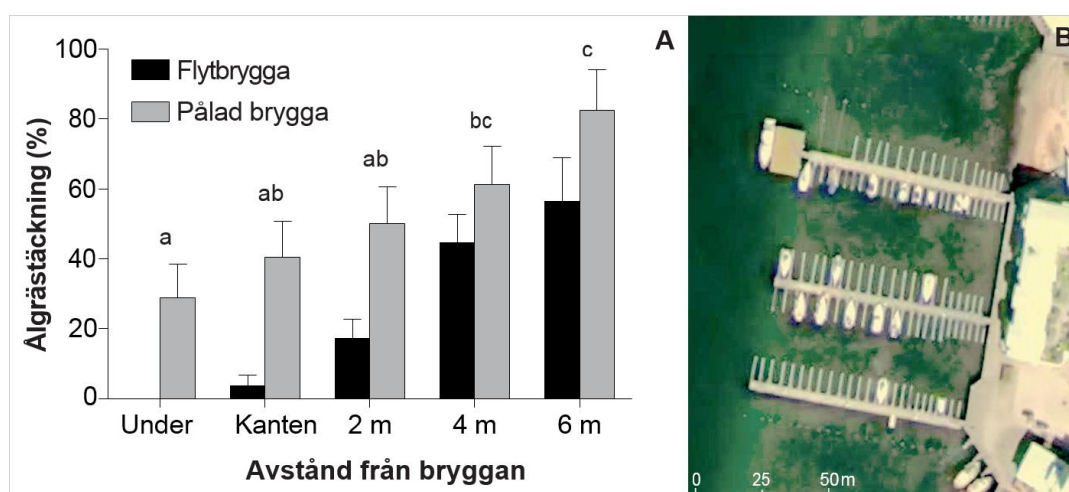 A
B
Flytbrygga
Pålad brygga
Ålgrästäckning (%)
100
80
60
40
20
0
a
ab
ab
bc
c
Under
Kanten
2 m
4 m
6 m
Avstånd från bryggan
0
25
50m